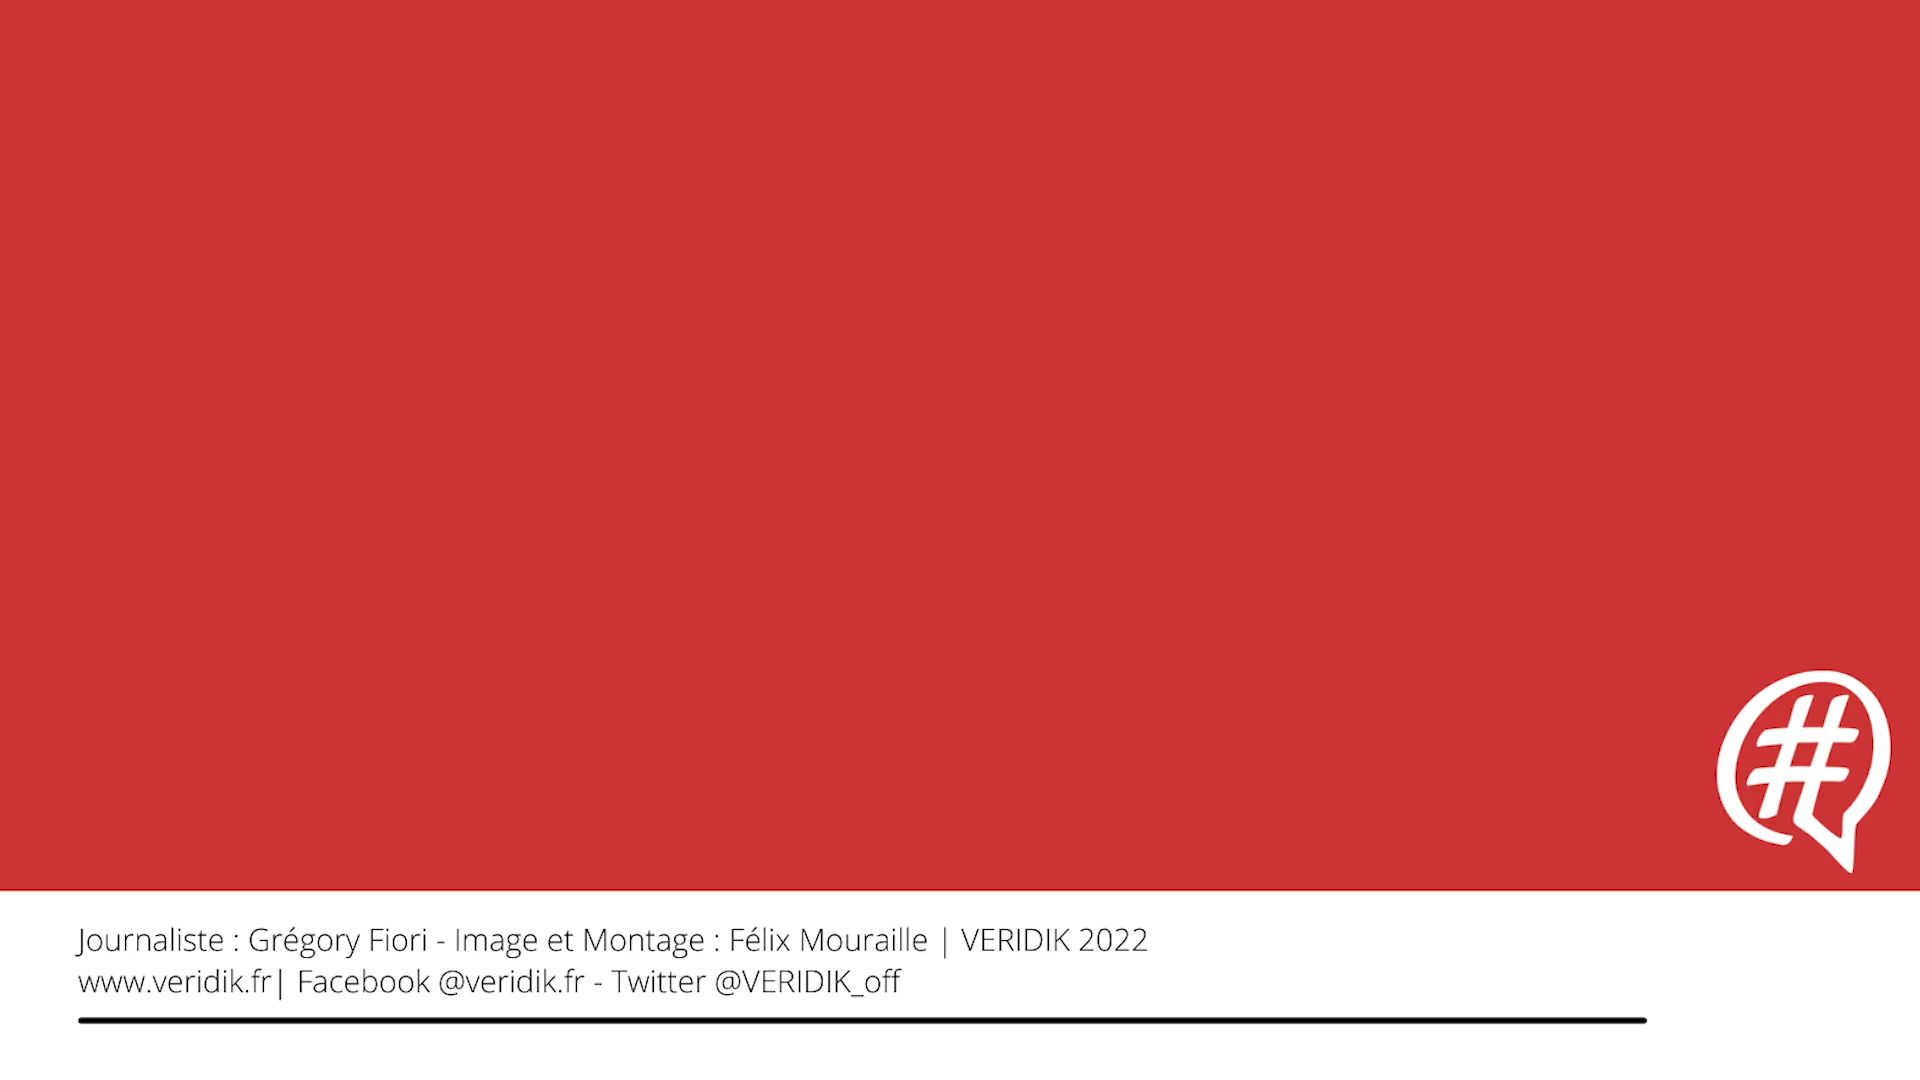 #
Journaliste : Grégory Fiori - Image et Montage : Félix Mouraille | VERIDIK 2022
www.veridik.fr| Facebook @veridik.fr - Twitter @VERIDIK_off